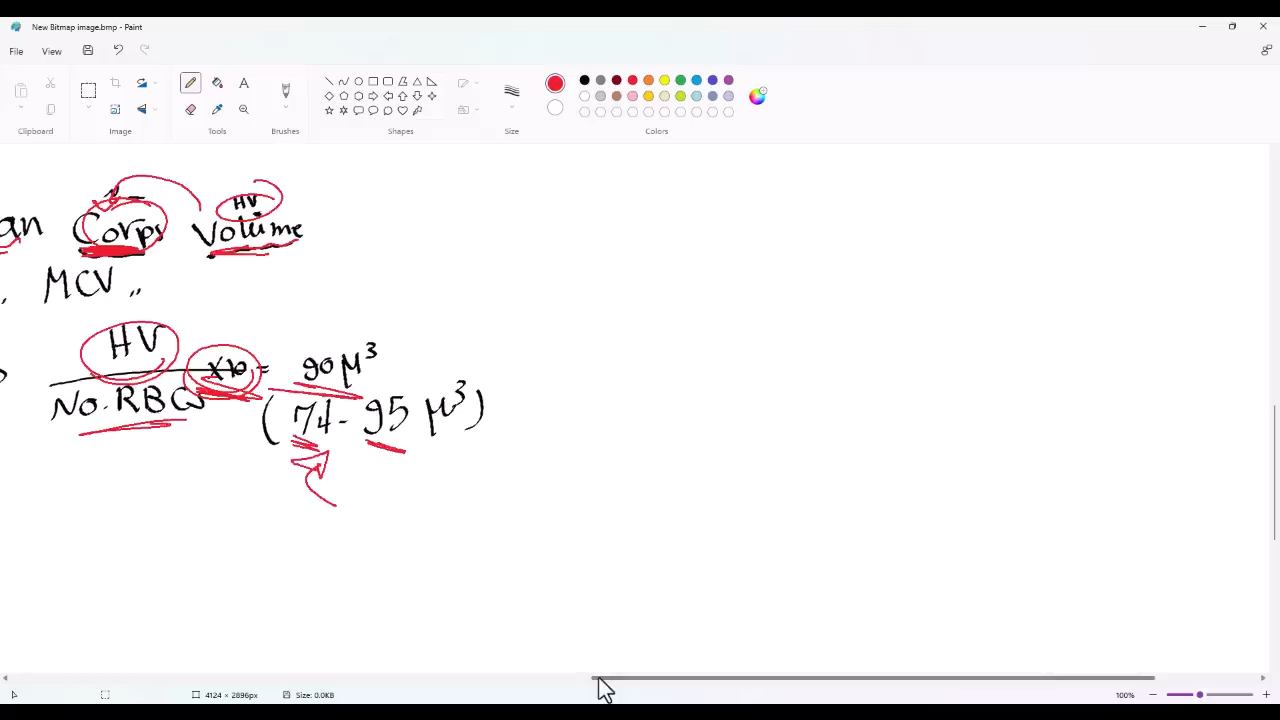 New Bitmap image.bmp - Paint
File View
Clipboard Image Tools Brushes Shapes Size Colors
an Corps Volume
HV
.. MCV ..
HV
No. RBCs x10 = 90 μ³
(74-95 μ³)
4124 × 2896px Size: 0.0KB 100%